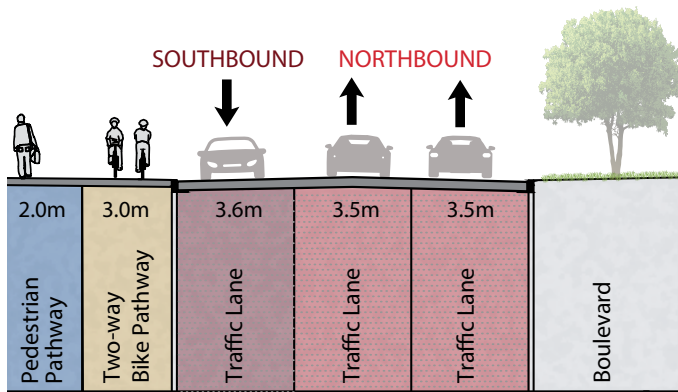 SOUTHBOUND
NORTHBOUND
2.0m
3.0m
3.6m
3.5m
3.5m
Pedestrian
Pathway
Two-way
Bike Pathway
Traffic Lane
Traffic Lane
Traffic Lane
Boulevard